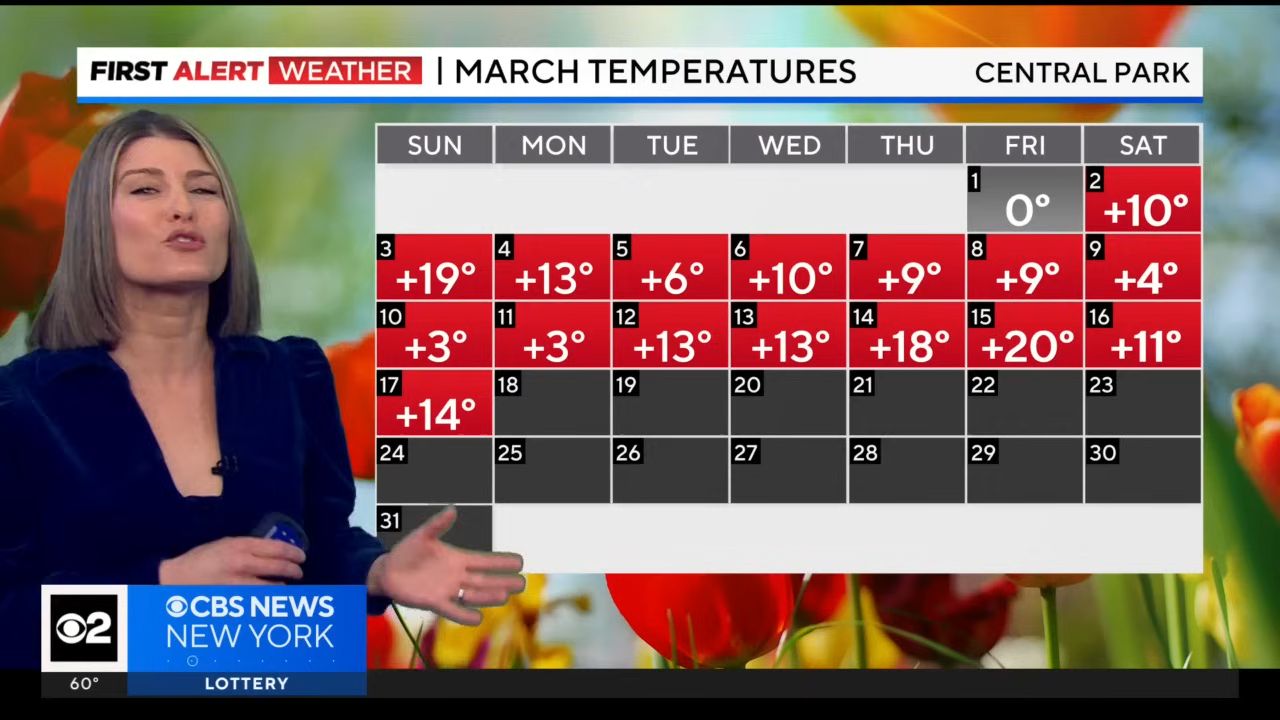 FIRST ALERT WEATHER | MARCH TEMPERATURES CENTRAL PARK
SUN MON TUE WED THU FRI SAT
1 2
0° +10°
3 4 5 6 7 8 9
+19° +13° +6° +10° +9° +9° +4°
10 11 12 13 14 15 16
+3° +3° +13° +13° +18° +20° +11°
17 18 19 20 21 22 23
+14°
24 25 26 27 28 29 30
31
2 CBS NEWS
NEW YORK
60° LOTTERY